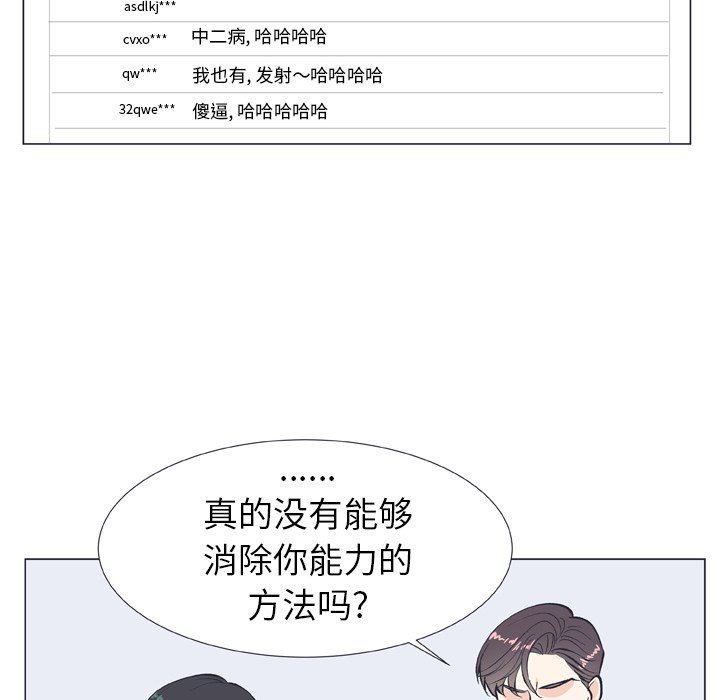 asdlkj***
cvxo*** 中二病, 哈哈哈哈
qw*** 我也有, 发射～哈哈哈哈
32qwe*** 傻逼, 哈哈哈哈哈
……
真的没有能够
消除你能力的
方法吗?